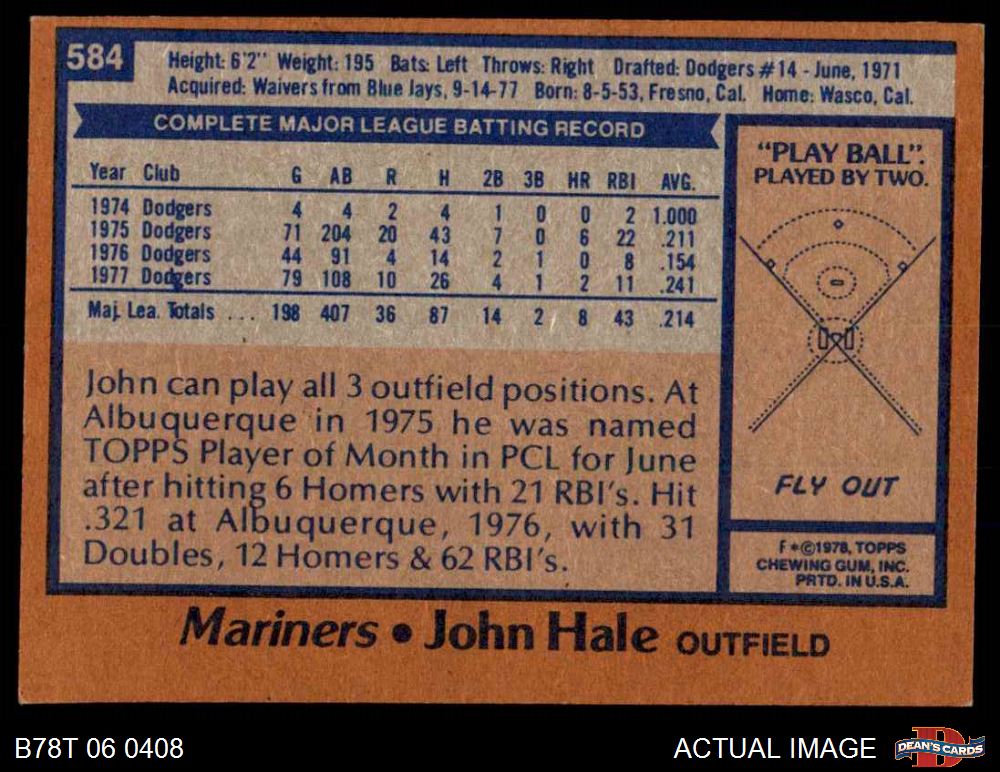 584
Height: 6'2" Weight: 195 Bats: Left Throws: Right Drafted: Dodgers #14 - June, 1971
Acquired: Waivers from Blue Jays, 9-14-77 Born: 8-5-53, Fresno, Cal. Home: Wasco, Cal.
COMPLETE MAJOR LEAGUE BATTING RECORD
Year Club G AB R H 2B 3B HR RBI AVG.
1974 Dodgers 4 4 2 4 1 0 0 2 1.000
1975 Dodgers 71 204 20 43 7 0 6 22 .211
1976 Dodgers 44 91 4 14 2 1 0 8 .154
1977 Dodgers 79 108 10 26 4 1 2 11 .241
Maj. Lea. Totals ... 198 407 36 87 14 2 8 43 .214
John can play all 3 outfield positions. At
Albuquerque in 1975 he was named
TOPPS Player of Month in PCL for June
after hitting 6 Homers with 21 RBI's. Hit
.321 at Albuquerque, 1976, with 31
Doubles, 12 Homers & 62 RBI's.
"PLAY BALL".
PLAYED BY TWO.
FLY OUT
F*©1978, TOPPS
CHEWING GUM, INC.
PRTD. IN U.S.A.
Mariners • John Hale OUTFIELD
B78T 06 0408
ACTUAL IMAGE
DEAN'S CARDS